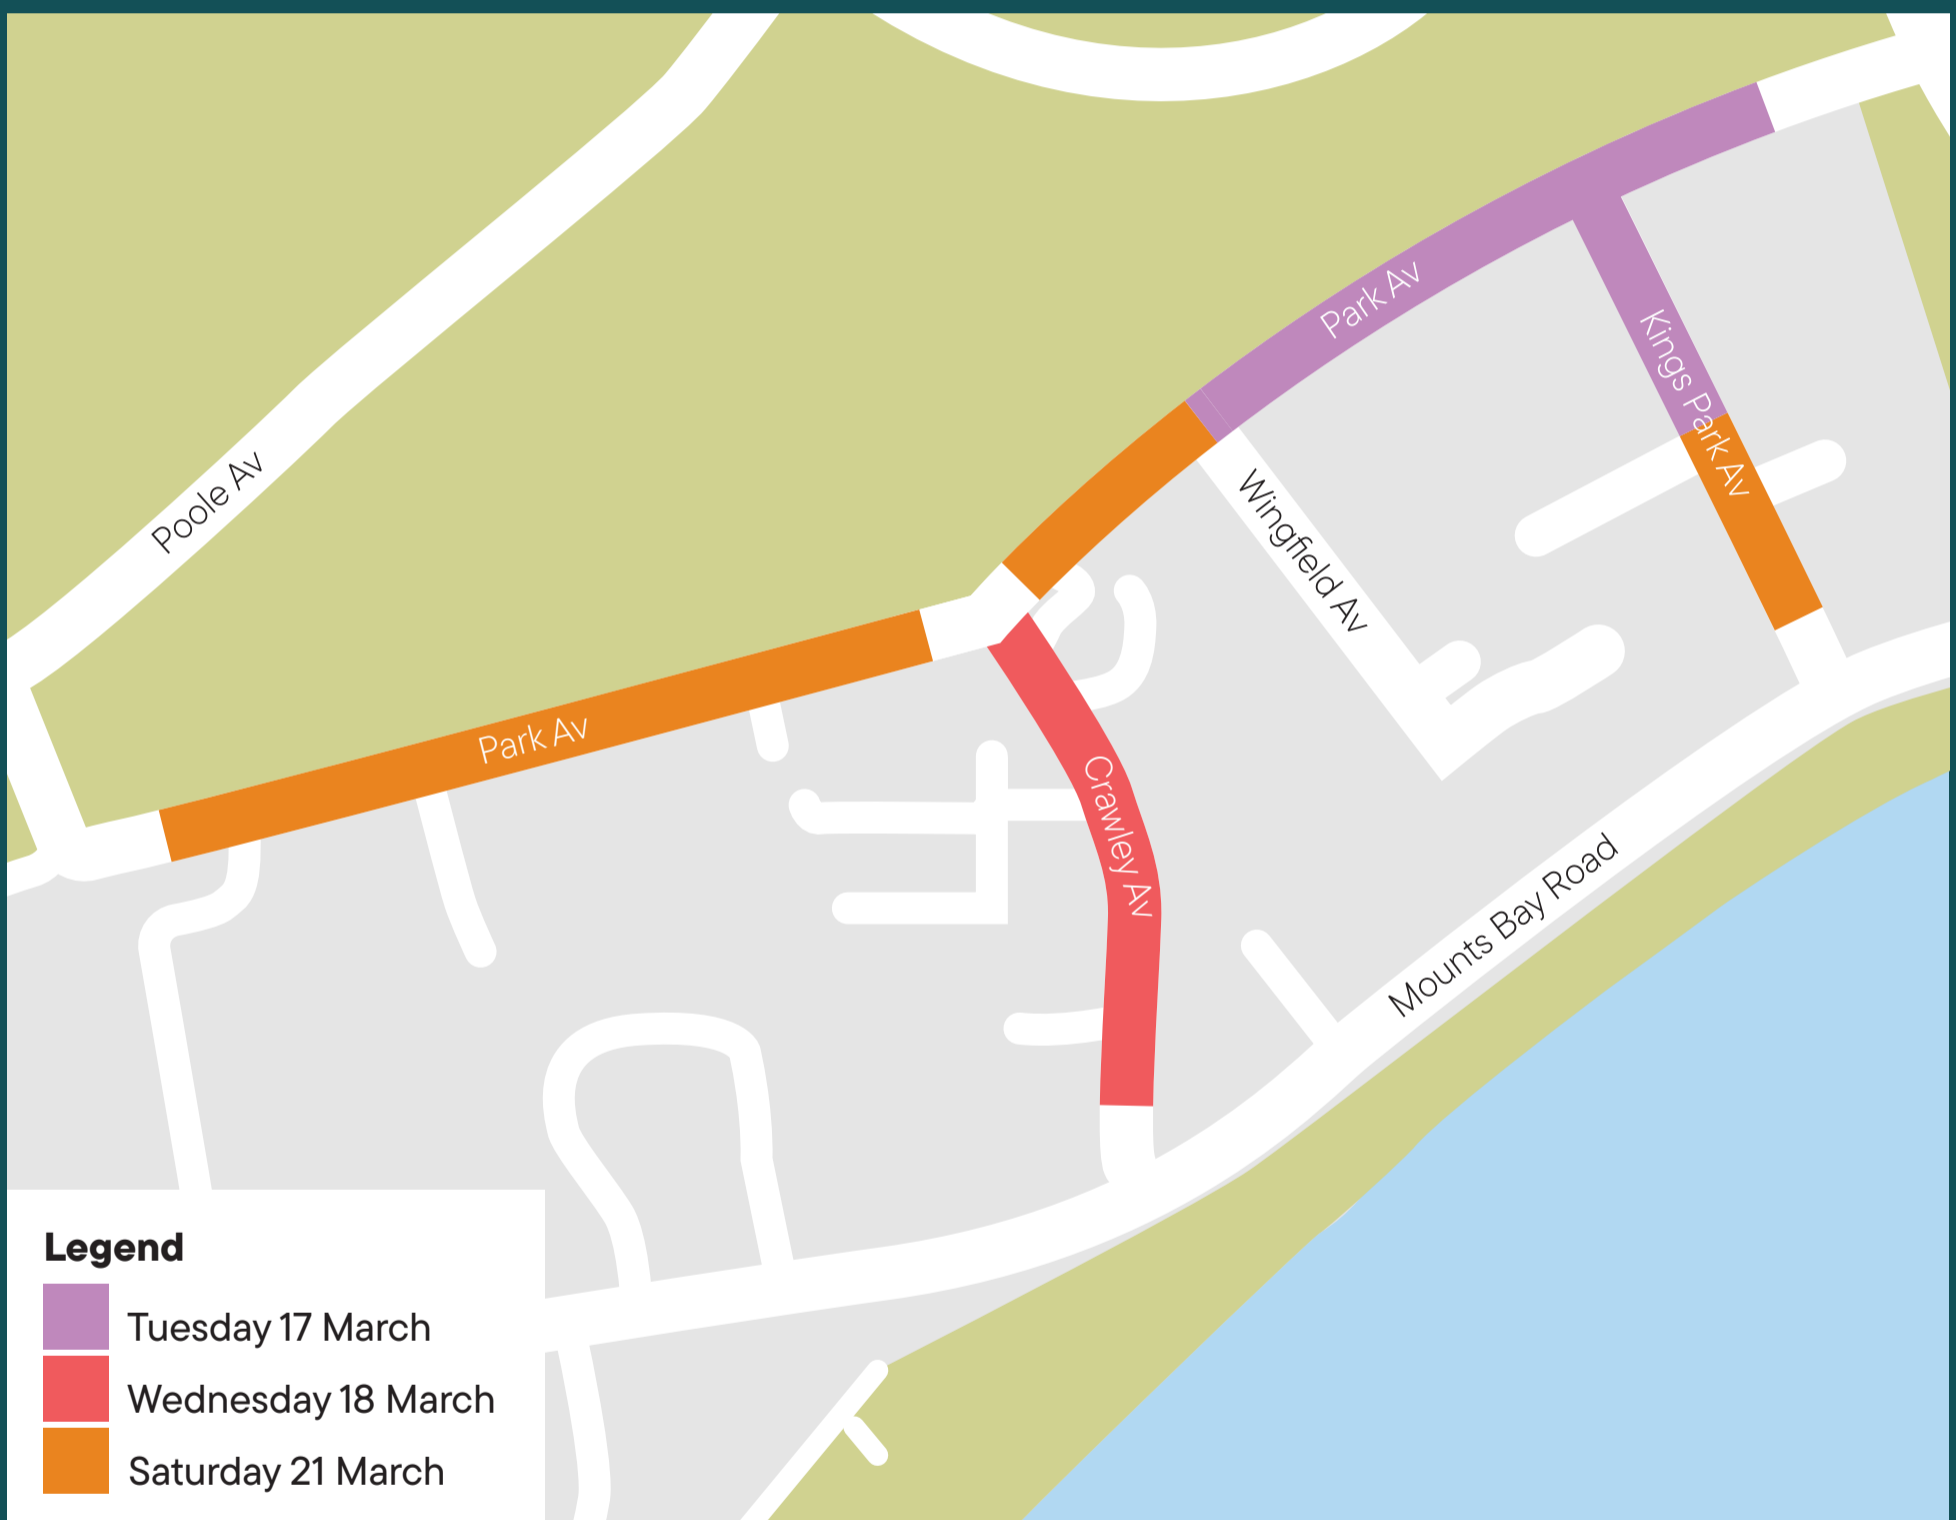 Park Av
Kings Park Av
Poole Av
Wingfield Av
Park Av
Crawley Av
Mounts Bay Road
Legend
Tuesday 17 March
Wednesday 18 March
Saturday 21 March